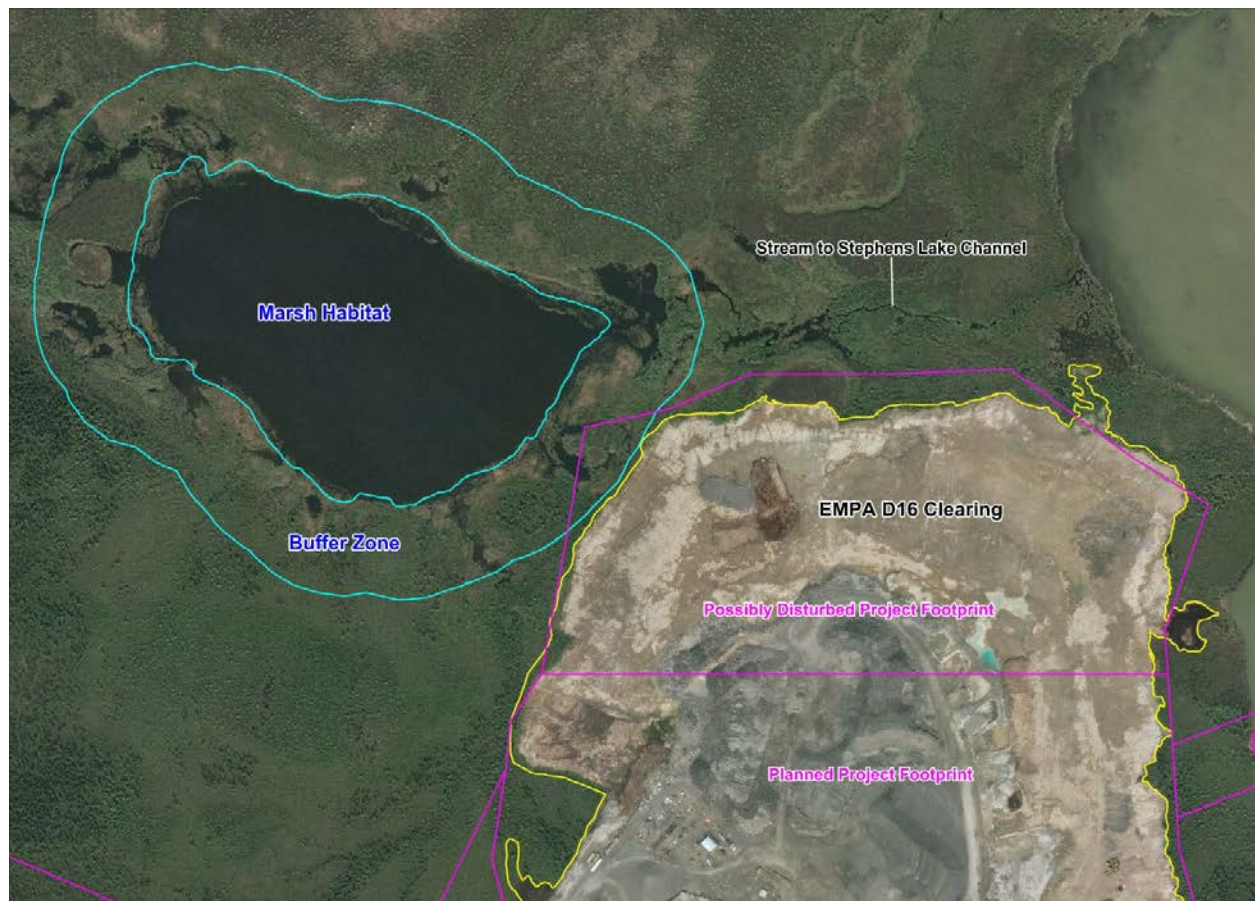 Stream to Stephens Lake Channel
Marsh Habitat
EMPA D16 Clearing
Buffer Zone
Possibly Disturbed Project Footprint
Planned Project Footprint